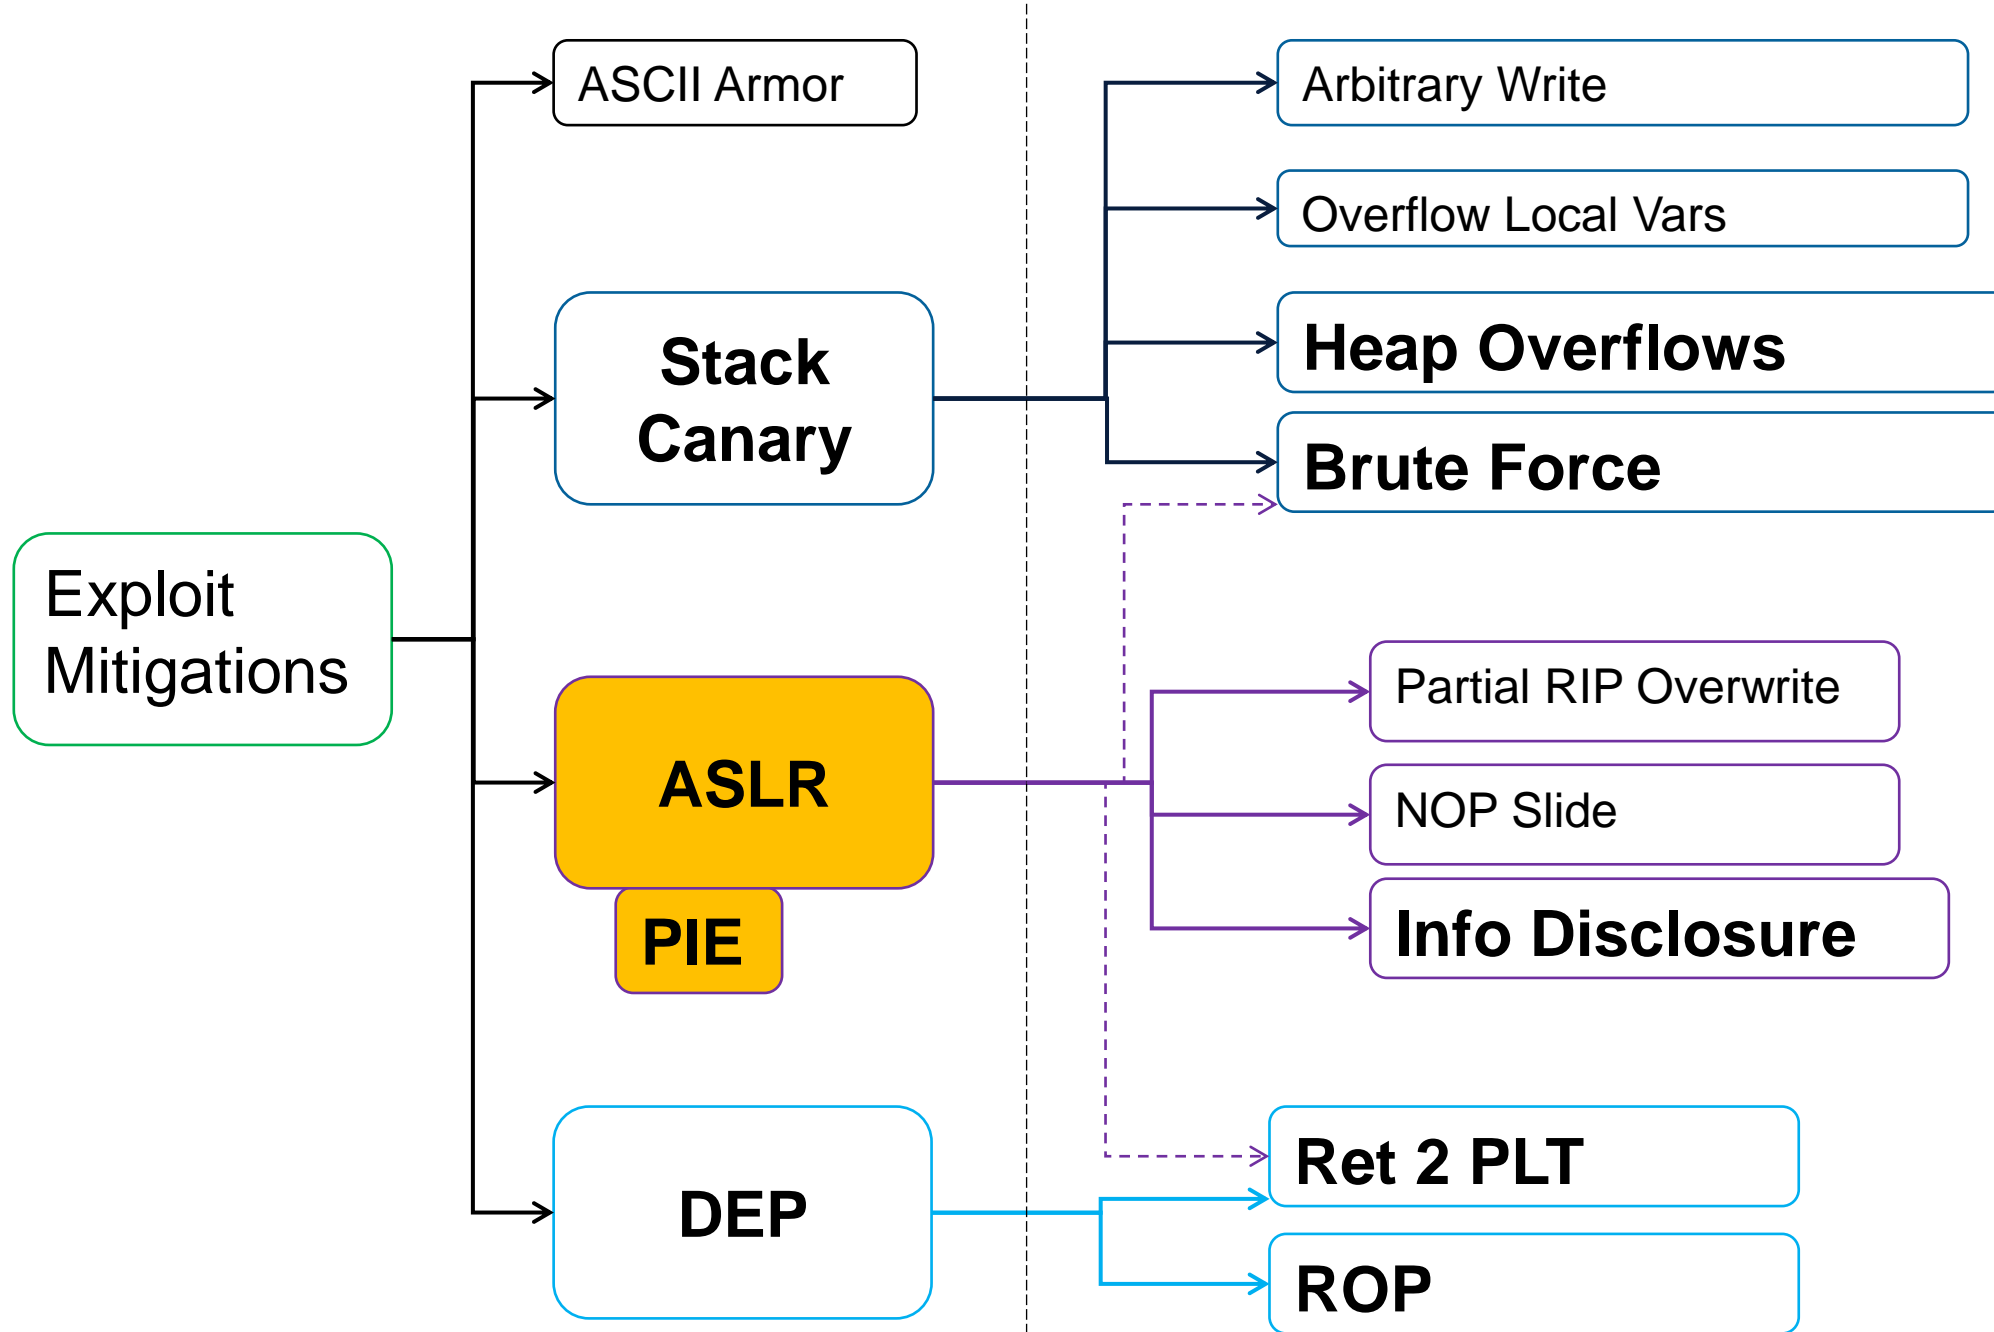 Exploit
Mitigations
ASCII Armor
Stack
Canary
ASLR
PIE
DEP
Arbitrary Write
Overflow Local Vars
Heap Overflows
Brute Force
Partial RIP Overwrite
NOP Slide
Info Disclosure
Ret 2 PLT
ROP